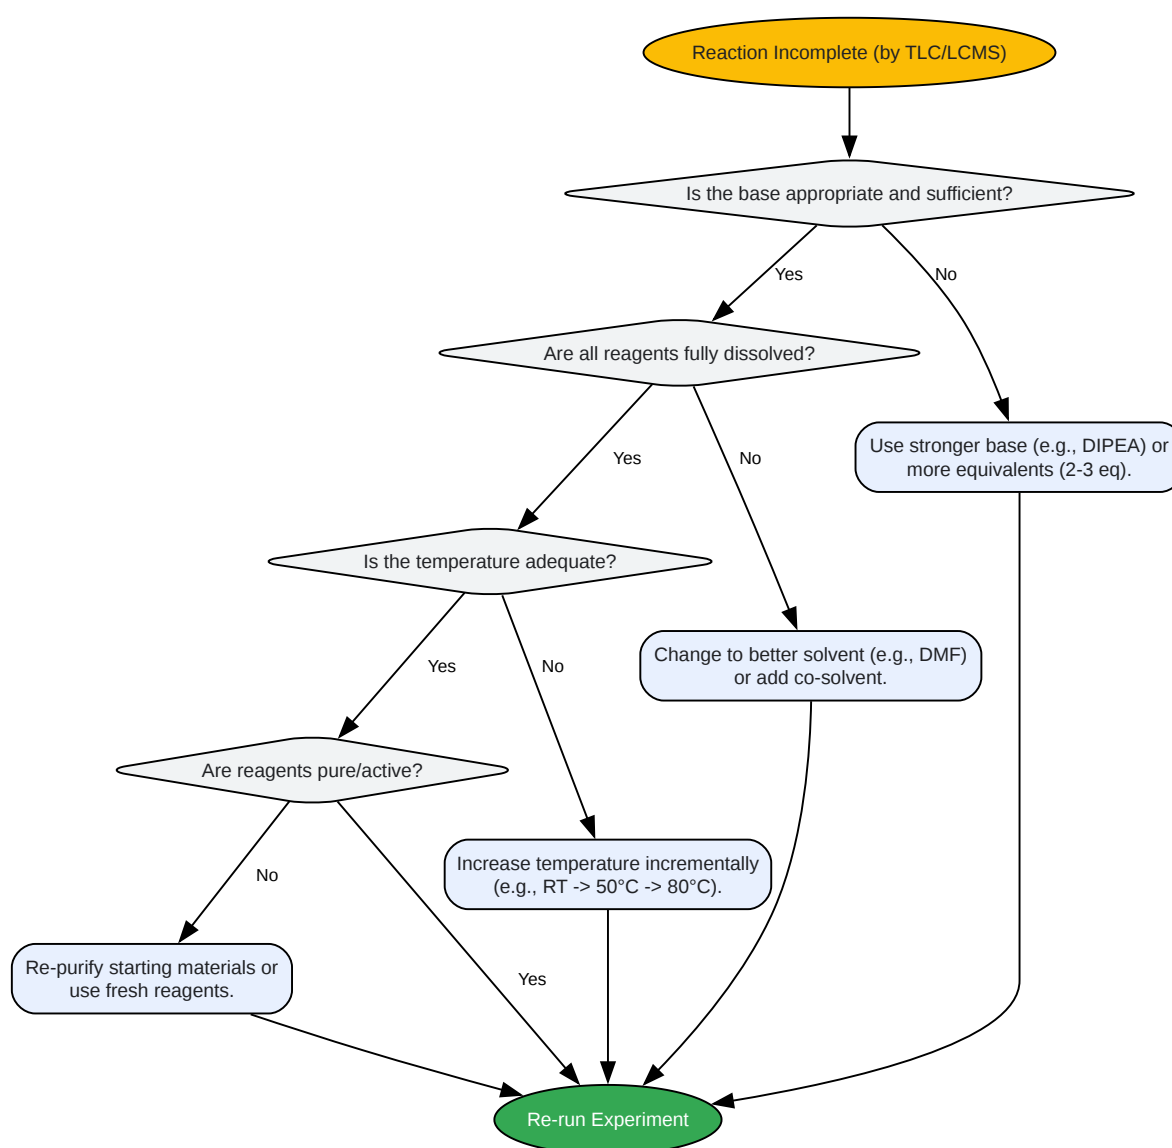 Reaction Incomplete (by TLC/LCMS)
Is the base appropriate and sufficient?
Yes
No
Are all reagents fully dissolved?
Use stronger base (e.g., DIPEA) or
more equivalents (2-3 eq).
Yes
No
Is the temperature adequate?
Change to better solvent (e.g., DMF)
or add co-solvent.
Yes
No
Are reagents pure/active?
Increase temperature incrementally
(e.g., RT -> 50°C -> 80°C).
No
Yes
Re-purify starting materials or
use fresh reagents.
Re-run Experiment